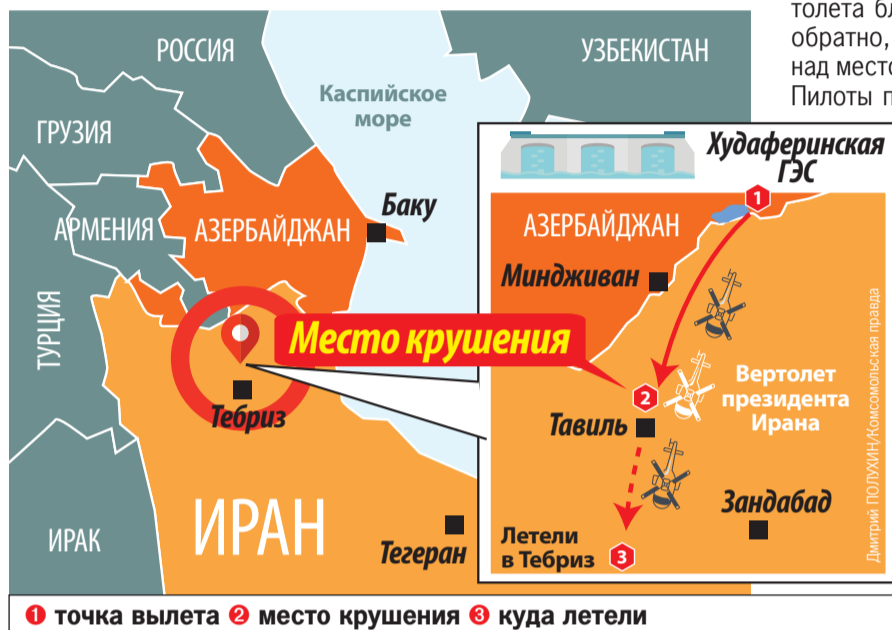 толета бл
обратно,
над место
Пилоты п
РОССИЯ
УЗБЕКИСТАН
Каспийское
море
ГРУЗИЯ
АРМЕНИЯ
АЗЕРБАЙДЖАН
Баку
ТУРЦИЯ
Место крушения
Тебриз
ИРАК
ИРАН
Тегеран
Худаферинская
ГЭС
1
АЗЕРБАЙДЖАН
Миндживан
2
Вертолет
президента
Ирана
Тавиль
Зандабад
Летели
в Тебриз
3
Дмитрий ПОЛУХИН/Комсомольская правда
1 точка вылета 2 место крушения 3 куда летели